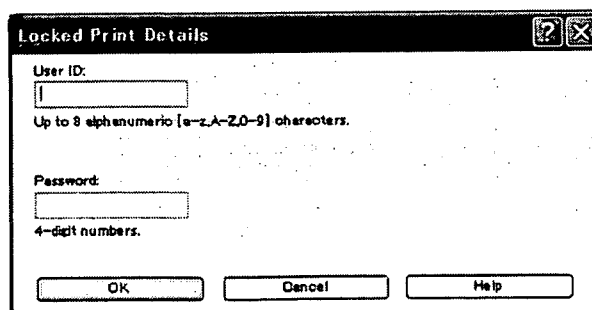 Locked Print Details
User ID:
Up to 8 alphanumeric [a-z,A-Z,0-9] characters.
Password:
4-digit numbers.
OK
Cancel
Help